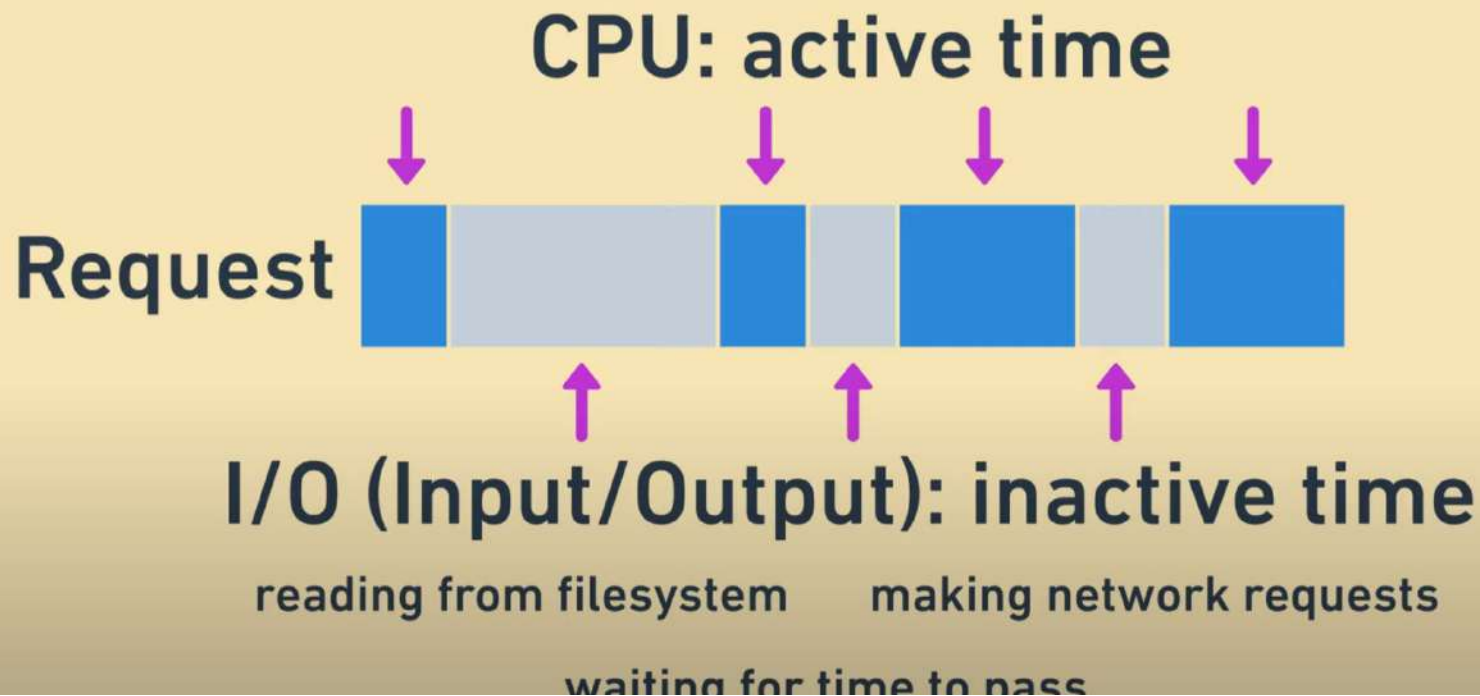 CPU: active time
Request
I/O (Input/Output): inactive time
reading from filesystem making network requests
waiting for time to pass